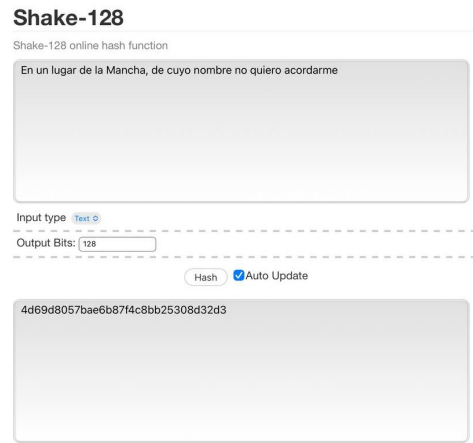 Shake-128
Shake-128 online hash function
En un lugar de la Mancha, de cuyo nombre no quiero acordarme
Input type Text
Output Bits: 128
Hash Auto Update
4d69d8057bae6b87f4c8bb25308d32d3